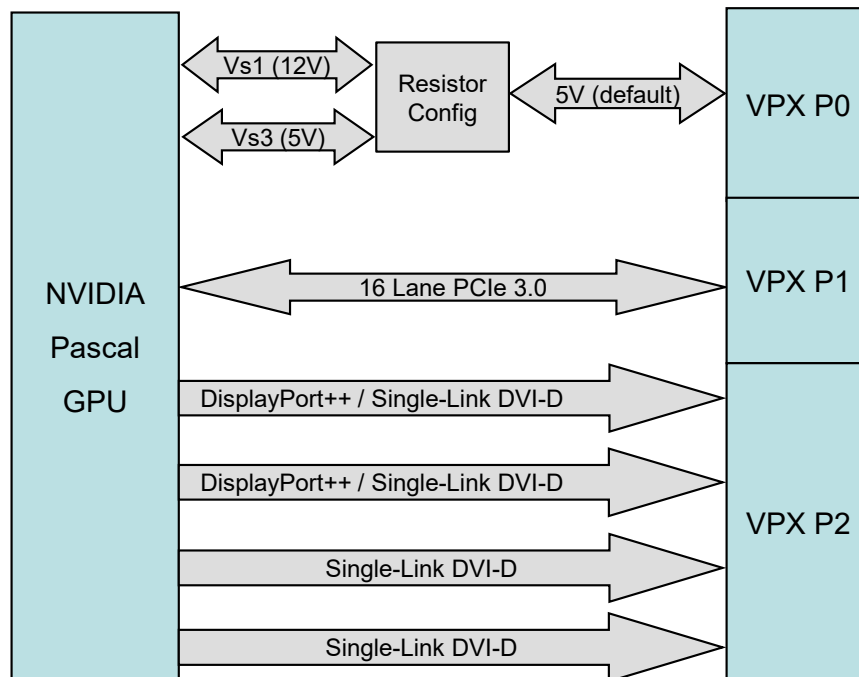 Vs1 (12V)
Vs3 (5V)
Resistor
Config
5V (default)
VPX P0
NVIDIA
Pascal
GPU
16 Lane PCIe 3.0
VPX P1
DisplayPort++ / Single-Link DVI-D
DisplayPort++ / Single-Link DVI-D
Single-Link DVI-D
Single-Link DVI-D
VPX P2